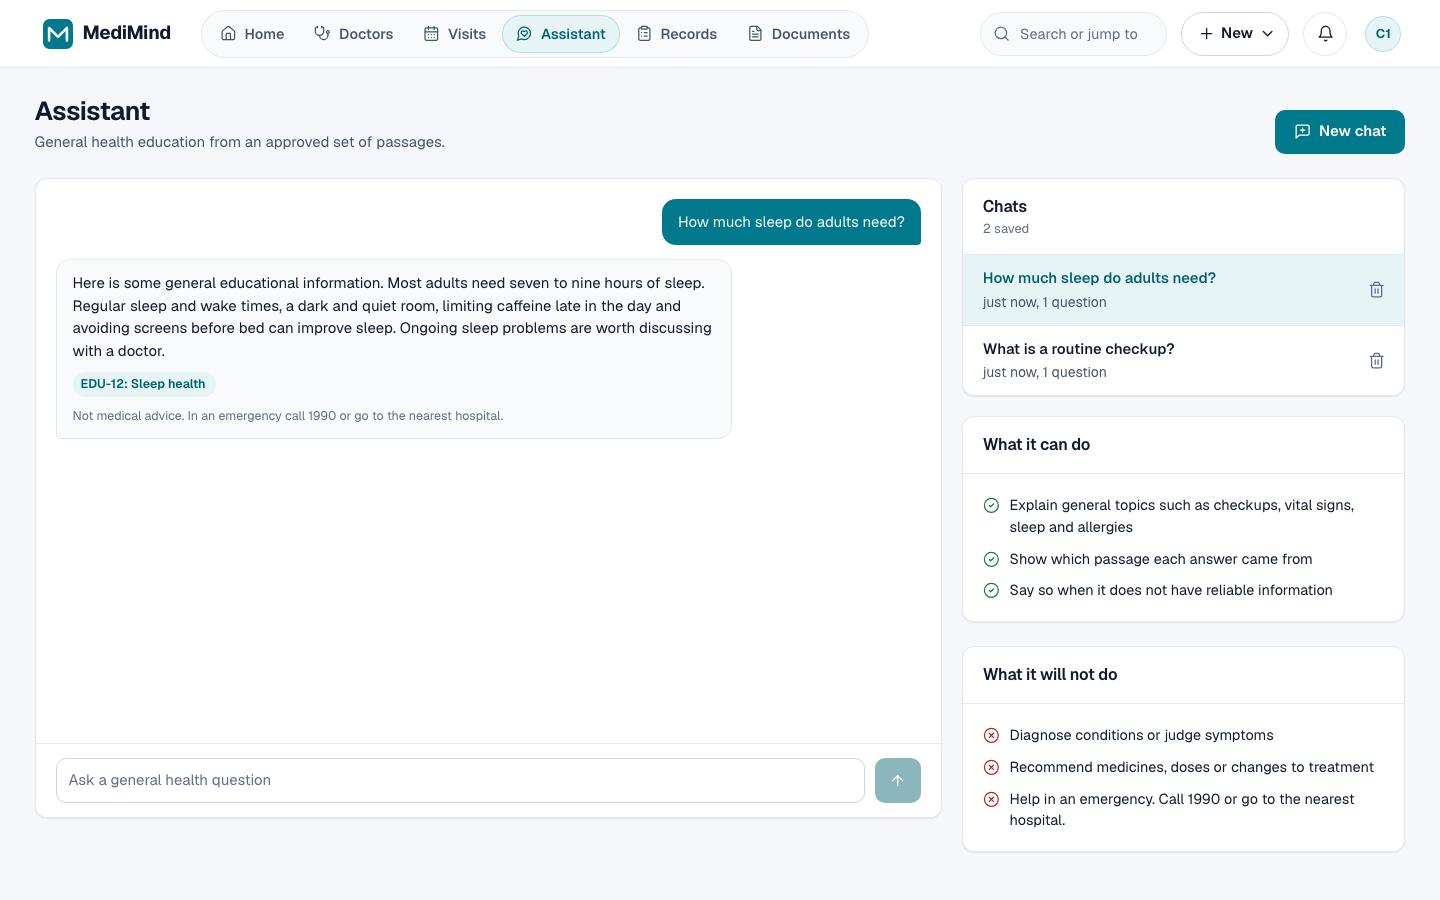 MediMind
Home
Doctors
Visits
Assistant
Records
Documents
Search or jump to
New
C1
Assistant
General health education from an approved set of passages.
New chat
How much sleep do adults need?
Here is some general educational information. Most adults need seven to nine hours of sleep.
Regular sleep and wake times, a dark and quiet room, limiting caffeine late in the day and
avoiding screens before bed can improve sleep. Ongoing sleep problems are worth discussing
with a doctor.
EDU-12: Sleep health
Not medical advice. In an emergency call 1990 or go to the nearest hospital.
Ask a general health question
Chats
2 saved
How much sleep do adults need?
just now, 1 question
What is a routine checkup?
just now, 1 question
What it can do
Explain general topics such as checkups, vital signs,
sleep and allergies
Show which passage each answer came from
Say so when it does not have reliable information
What it will not do
Diagnose conditions or judge symptoms
Recommend medicines, doses or changes to treatment
Help in an emergency. Call 1990 or go to the nearest
hospital.